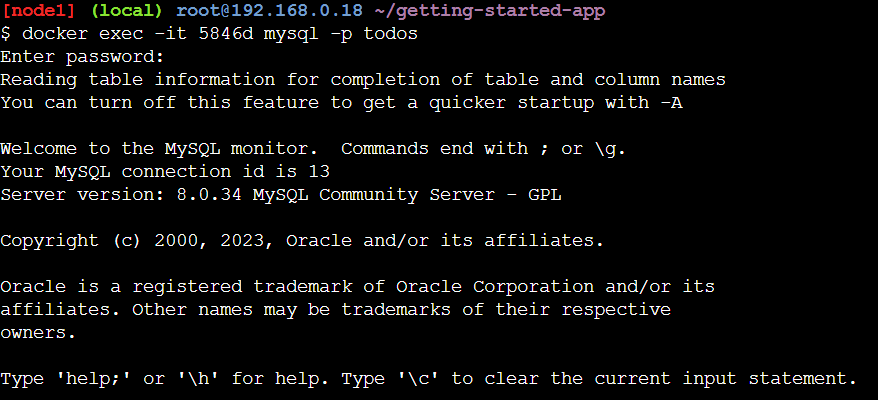 [node1] (local) root@192.168.0.18 ~/getting-started-app
$ docker exec -it 5846d mysql -p todos
Enter password:
Reading table information for completion of table and column names
You can turn off this feature to get a quicker startup with -A
Welcome to the MySQL monitor.  Commands end with ; or \g.
Your MySQL connection id is 13
Server version: 8.0.34 MySQL Community Server - GPL
Copyright (c) 2000, 2023, Oracle and/or its affiliates.
Oracle is a registered trademark of Oracle Corporation and/or its
affiliates. Other names may be trademarks of their respective
owners.
Type 'help;' or '\h' for help. Type '\c' to clear the current input statement.